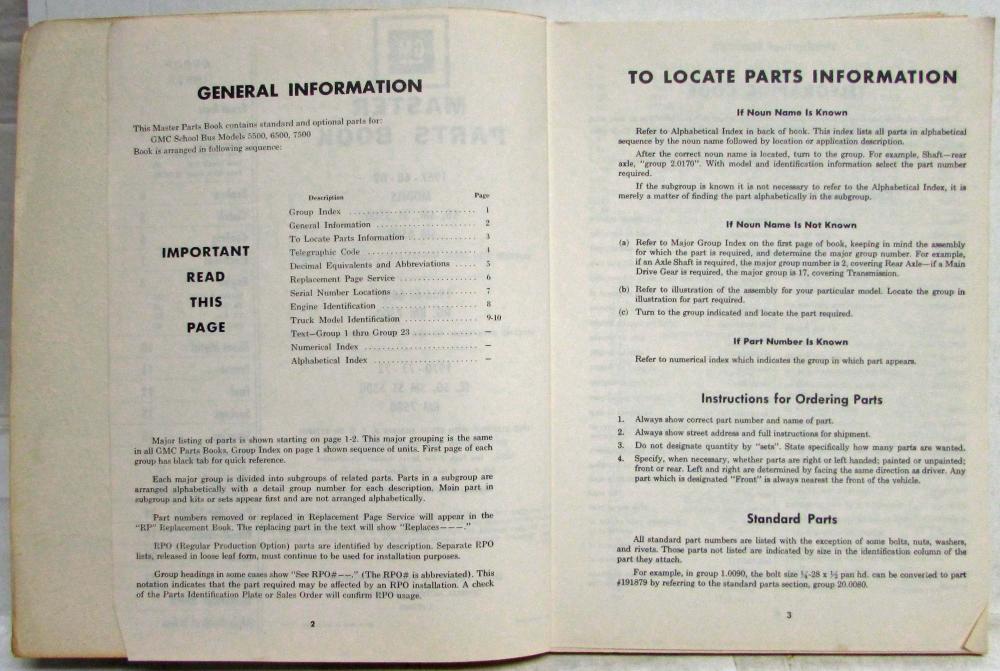 GENERAL INFORMATION
This Master Parts Book contains standard and optional parts for:
GMC School Bus Models 5500, 6500, 7500
Book is arranged in following sequence:
IMPORTANT
READ
THIS
PAGE
Description Page
Group Index 1
General Information 2
To Locate Parts Information 3
Telegraphic Code 4
Decimal Equivalents and Abbreviations 5
Replacement Page Service 6
Serial Number Locations 7
Engine Identification 8
Truck Model Identification 9-10
Text—Group 1 thru Group 23 —
Numerical Index —
Alphabetical Index —
Major listing of parts is shown starting on page 1-2. This major grouping is the same
in all GMC Parts Books. Group Index on page 1 shown sequence of units. First page of each
group has black tab for quick reference.
Each major group is divided into subgroups of related parts. Parts in a subgroup are
arranged alphabetically with a detail group number for each description. Main part in
subgroup and kits or sets appear first and are not arranged alphabetically.
Part numbers removed or replaced in Replacement Page Service will appear in the
"RP" Replacement Book. The replacing part in the text will show "Replaces———."
RPO (Regular Production Option) parts are identified by description. Separate RPO
lists, released in loose leaf form, must continue to be used for installation purposes.
Group headings in some cases show "See RPO#——." (The RPO# is abbreviated). This
notation indicates that the part required may be affected by an RPO installation. A check
of the Parts Identification Plate or Sales Order will confirm RPO usage.
2
TO LOCATE PARTS INFORMATION
If Noun Name Is Known
Refer to Alphabetical Index in back of book. This index lists all parts in alphabetical
sequence by the noun name followed by location or application description.
After the correct noun name is located, turn to the group. For example, Shaft—rear
axle, "group 2.0170". With model and identification information select the part number
required.
If the subgroup is known it is not necessary to refer to the Alphabetical Index, it is
merely a matter of finding the part alphabetically in the subgroup.
If Noun Name Is Not Known
(a) Refer to Major Group Index on the first page of book, keeping in mind the assembly
for which the part is required, and determine the major group number. For example,
if an Axle Shaft is required, the major group number is 2, covering Rear Axle—if a Main
Drive Gear is required, the major group is 17, covering Transmission.
(b) Refer to illustration of the assembly for your particular model. Locate the group in
illustration for part required.
(c) Turn to the group indicated and locate the part required.
If Part Number Is Known
Refer to numerical index which indicates the group in which part appears.
Instructions for Ordering Parts
1. Always show correct part number and name of part.
2. Always show street address and full instructions for shipment.
3. Do not designate quantity by "sets". State specifically how many parts are wanted.
4. Specify, when necessary, whether parts are right or left handed; painted or unpainted;
front or rear. Left and right are determined by facing the same direction as driver. Any
part which is designated "Front" is always nearest the front of the vehicle.
Standard Parts
All standard part numbers are listed with the exception of some bolts, nuts, washers,
and rivets. Those parts not listed are indicated by size in the identification column of the
part they attach.
For example, in group 1.0090, the bolt size ¼-28 x ½ pan hd. can be converted to part
#191879 by referring to the standard parts section, group 20.0080.
3